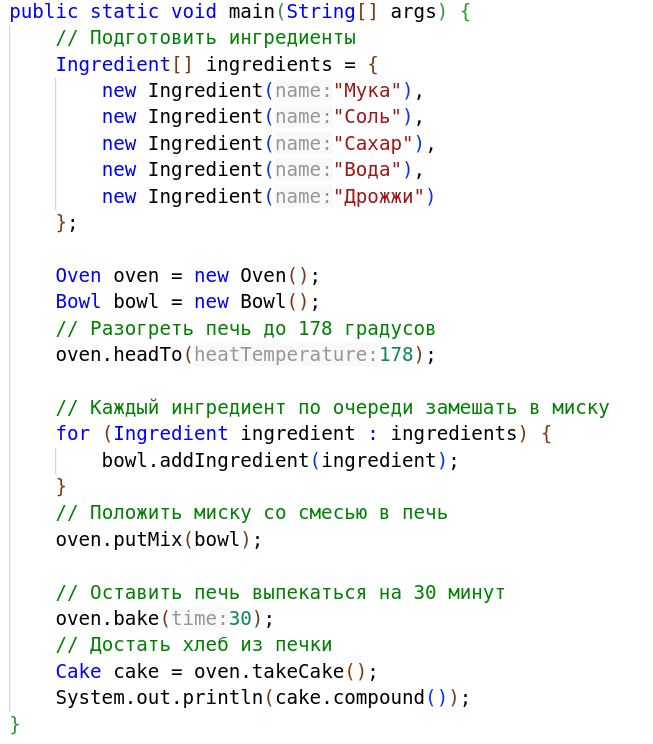 public static void main(String[] args) {
// Подготовить ингредиенты
Ingredient[] ingredients = {
new Ingredient(name:"Мука"),
new Ingredient(name:"Соль"),
new Ingredient(name:"Сахар"),
new Ingredient(name:"Вода"),
new Ingredient(name:"Дрожжи")
};
Oven oven = new Oven();
Bowl bowl = new Bowl();
// Разогреть печь до 178 градусов
oven.headTo(heatTemperature:178);
// Каждый ингредиент по очереди замешать в миску
for (Ingredient ingredient : ingredients) {
bowl.addIngredient(ingredient);
}
// Положить миску со смесью в печь
oven.putMix(bowl);
// Оставить печь выпекаться на 30 минут
oven.bake(time:30);
// Достать хлеб из печки
Cake cake = oven.takeCake();
System.out.println(cake.compound());
}